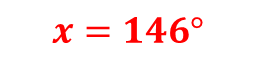 x = 146°